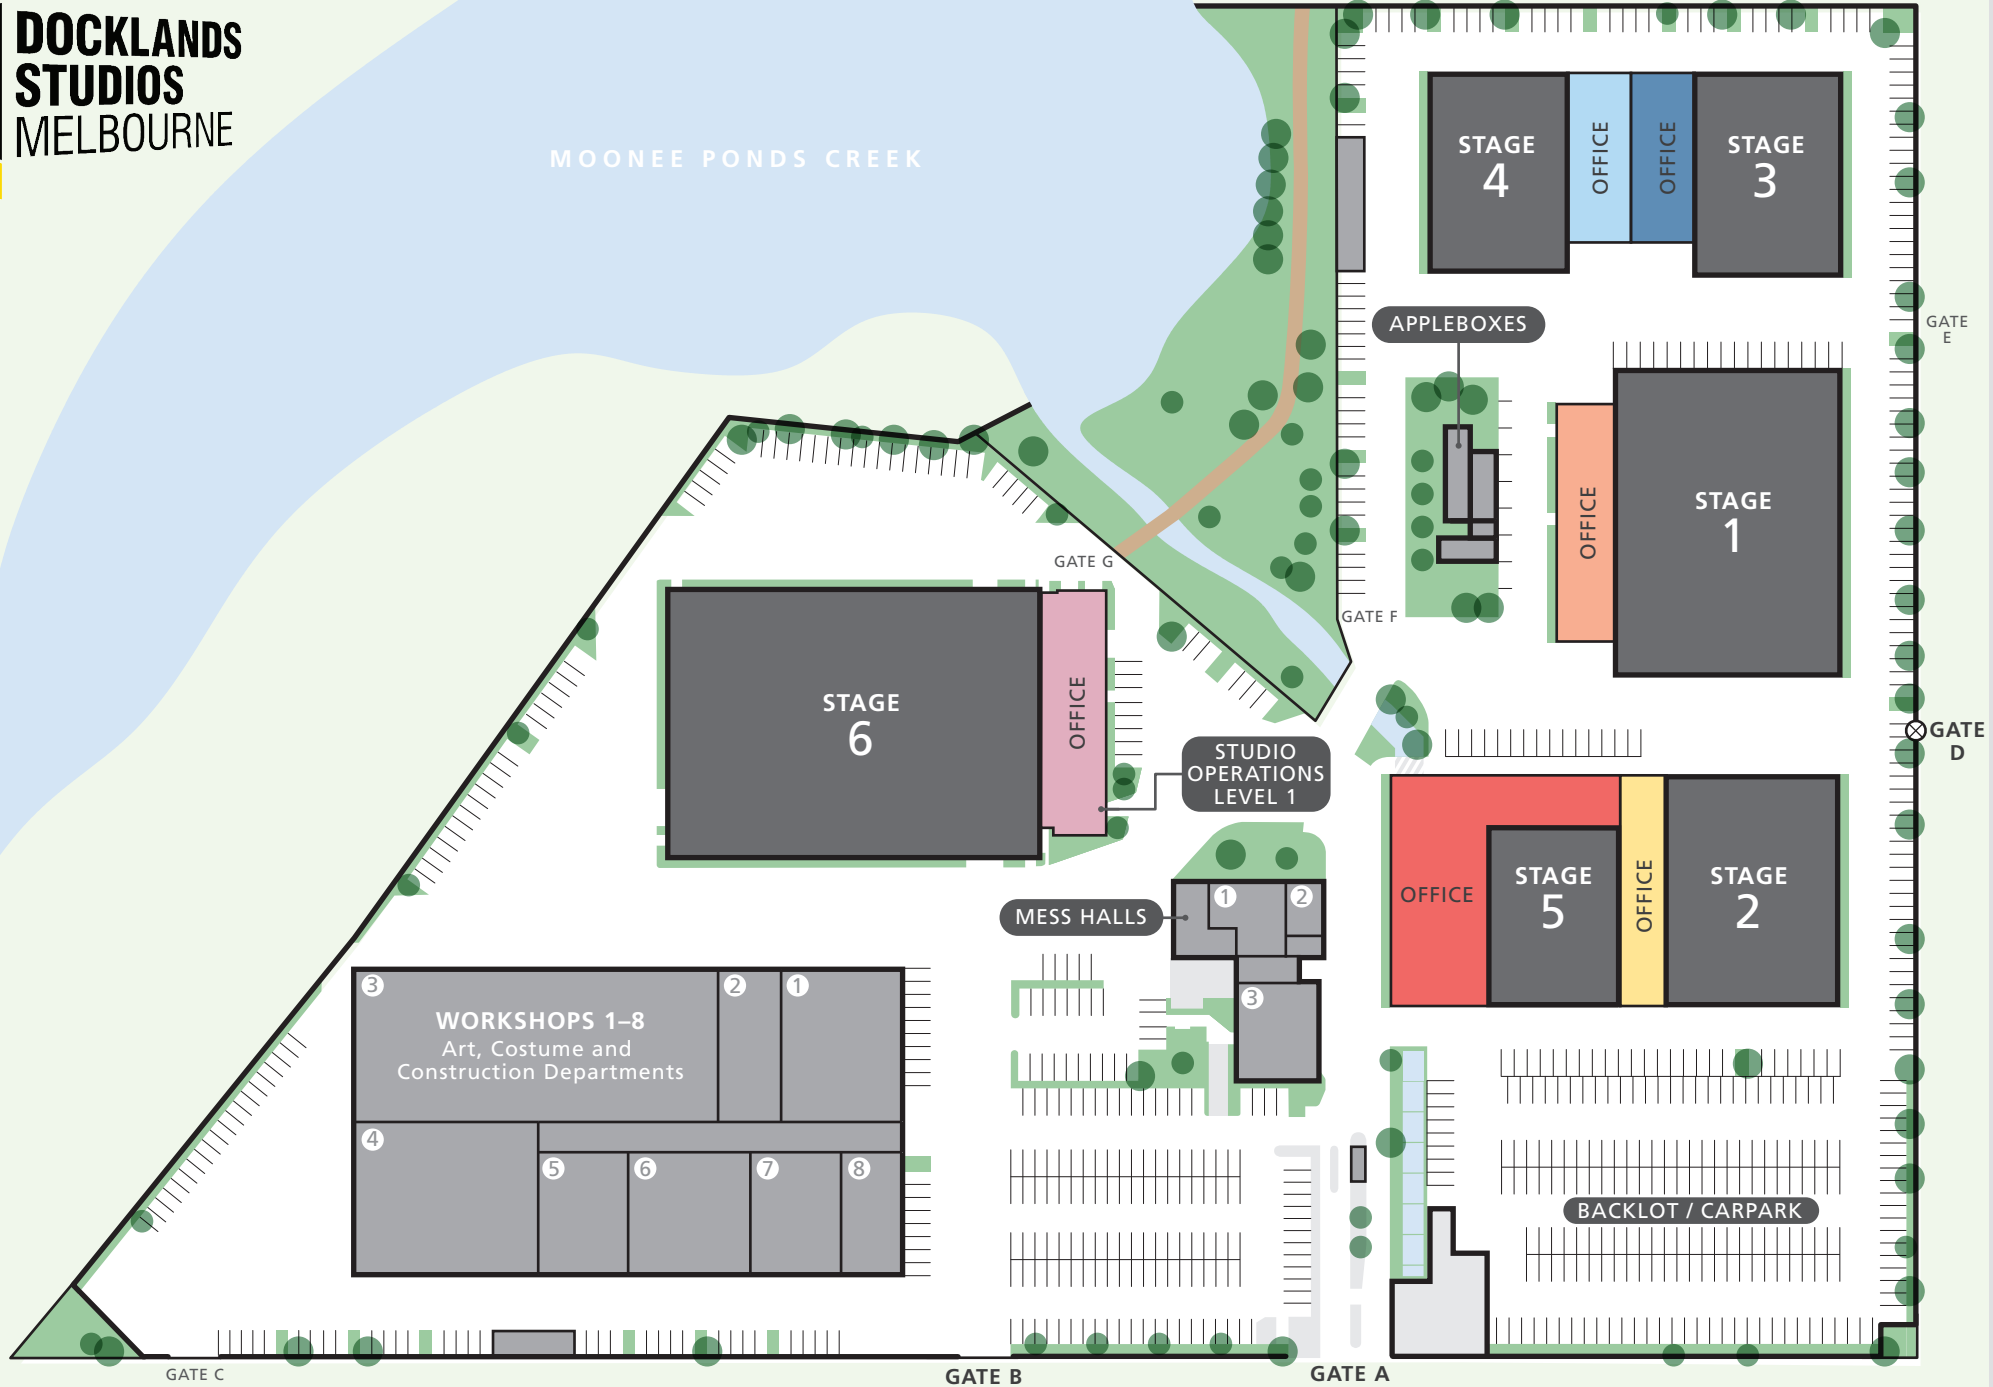 DOCKLANDS
STUDIOS
MELBOURNE
MOONEE PONDS CREEK
STAGE
4
OFFICE
OFFICE
STAGE
3
APPLEBOXES
GATE
E
OFFICE
STAGE
1
GATE G
GATE F
STAGE
6
OFFICE
STUDIO
OPERATIONS
LEVEL 1
GATE
D
OFFICE
STAGE
5
OFFICE
STAGE
2
MESS HALLS
1
2
3
3
2
1
WORKSHOPS 1–8
Art, Costume and
Construction Departments
4
5
6
7
8
BACKLOT / CARPARK
GATE C
GATE B
GATE A